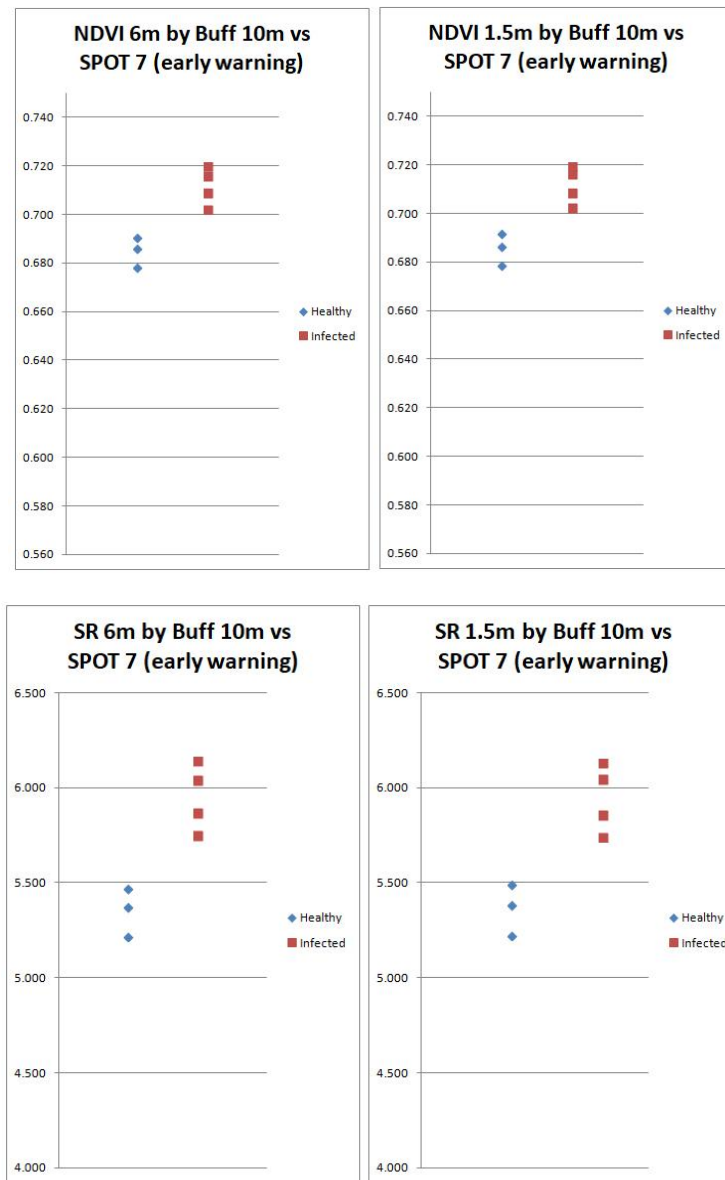 NDVI 6m by Buff 10m vs
SPOT 7 (early warning)
0.740
0.720
0.700
0.680
0.660
0.640
0.620
0.600
0.580
0.560
Healthy
Infected
NDVI 1.5m by Buff 10m vs
SPOT 7 (early warning)
0.740
0.720
0.700
0.680
0.660
0.640
0.620
0.600
0.580
0.560
Healthy
Infected
SR 6m by Buff 10m vs
SPOT 7 (early warning)
6.500
6.000
5.500
5.000
4.500
4.000
Healthy
Infected
SR 1.5m by Buff 10m vs
SPOT 7 (early warning)
6.500
6.000
5.500
5.000
4.500
4.000
Healthy
Infected